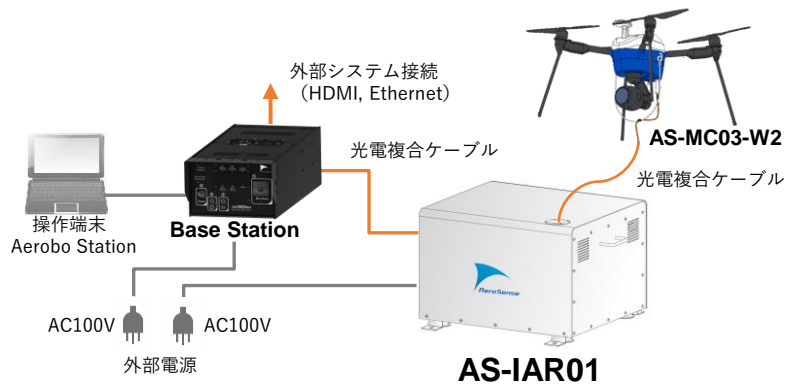 外部システム接続
（HDMI, Ethernet）
AS-MC03-W2
光電複合ケーブル
光電複合ケーブル
操作端末
Aerobo Station
Base Station
AeroSense
AC100V
AC100V
外部電源
AS-IAR01